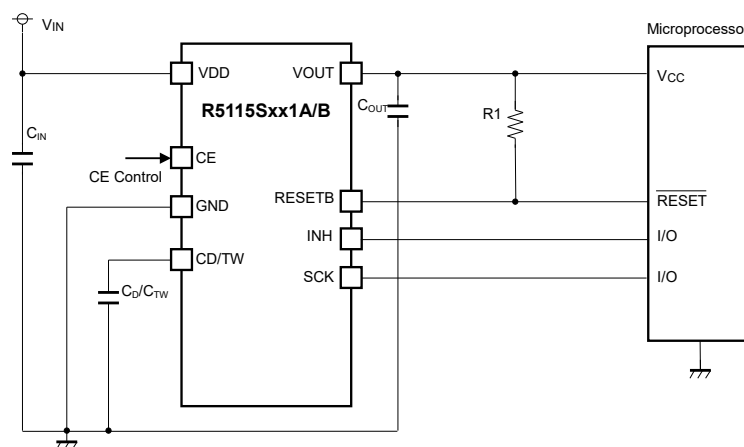 VIN
Microprocesso
VDD
VOUT
VCC
R5115Sxx1A/B
COUT
R1
CIN
CE
CE Control
RESETB
RESET
GND
INH
I/O
CD/TW
SCK
I/O
CD/CTW